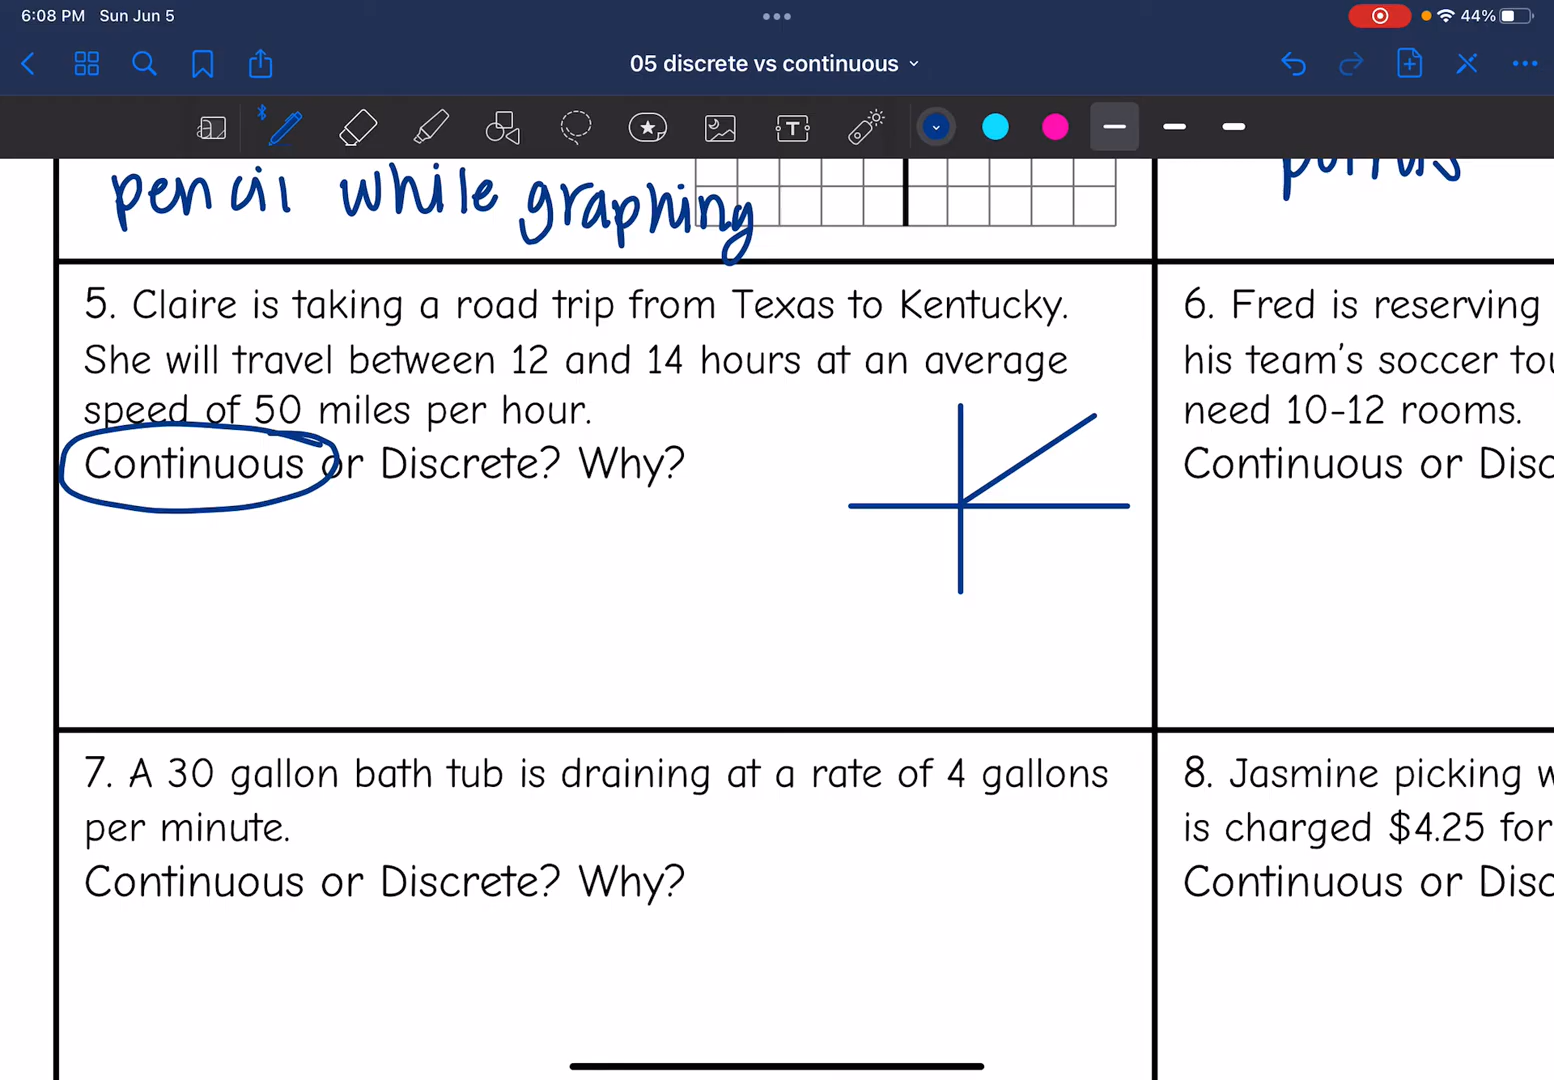 6:08 PM Sun Jun 5
44%
05 discrete vs continuous
T
pencil while graphing
5. Claire is taking a road trip from Texas to Kentucky.
She will travel between 12 and 14 hours at an average
speed of 50 miles per hour.
Continuous or Discrete? Why?
6. Fred is reserving
his team's soccer tou
need 10-12 rooms.
Continuous or Disc
7. A 30 gallon bath tub is draining at a rate of 4 gallons
per minute.
Continuous or Discrete? Why?
8. Jasmine picking w
is charged $4.25 for
Continuous or Disc